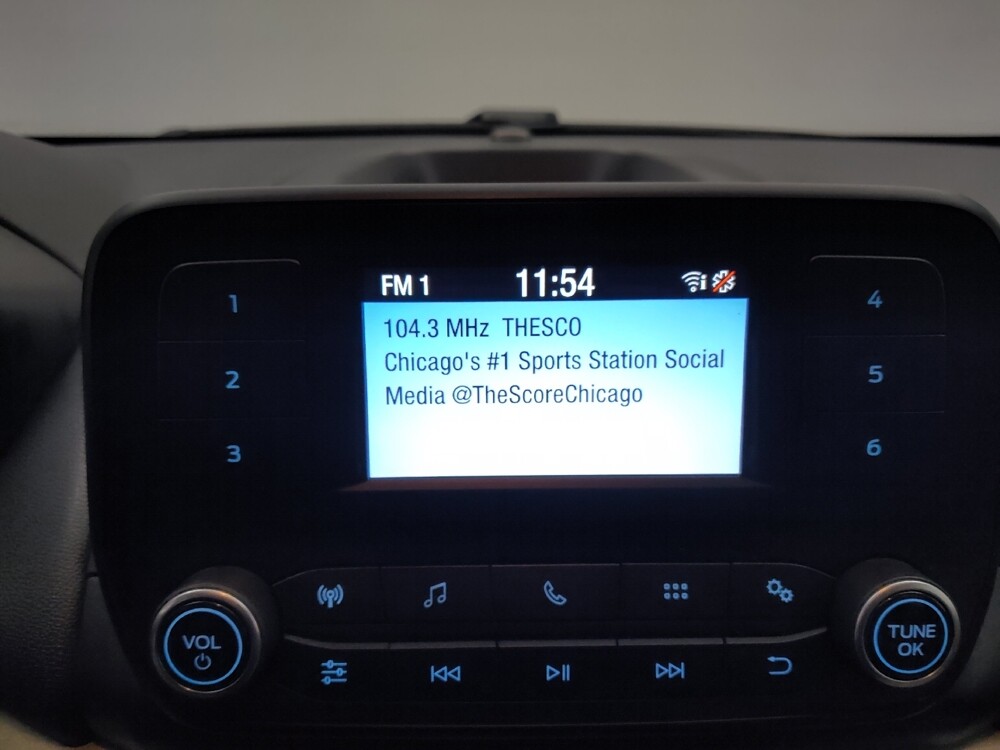 FM 1 11:54
104.3 MHz THESCO
Chicago's #1 Sports Station Social
Media @TheScoreChicago
1
2
3
4
5
6
VOL
TUNE
OK